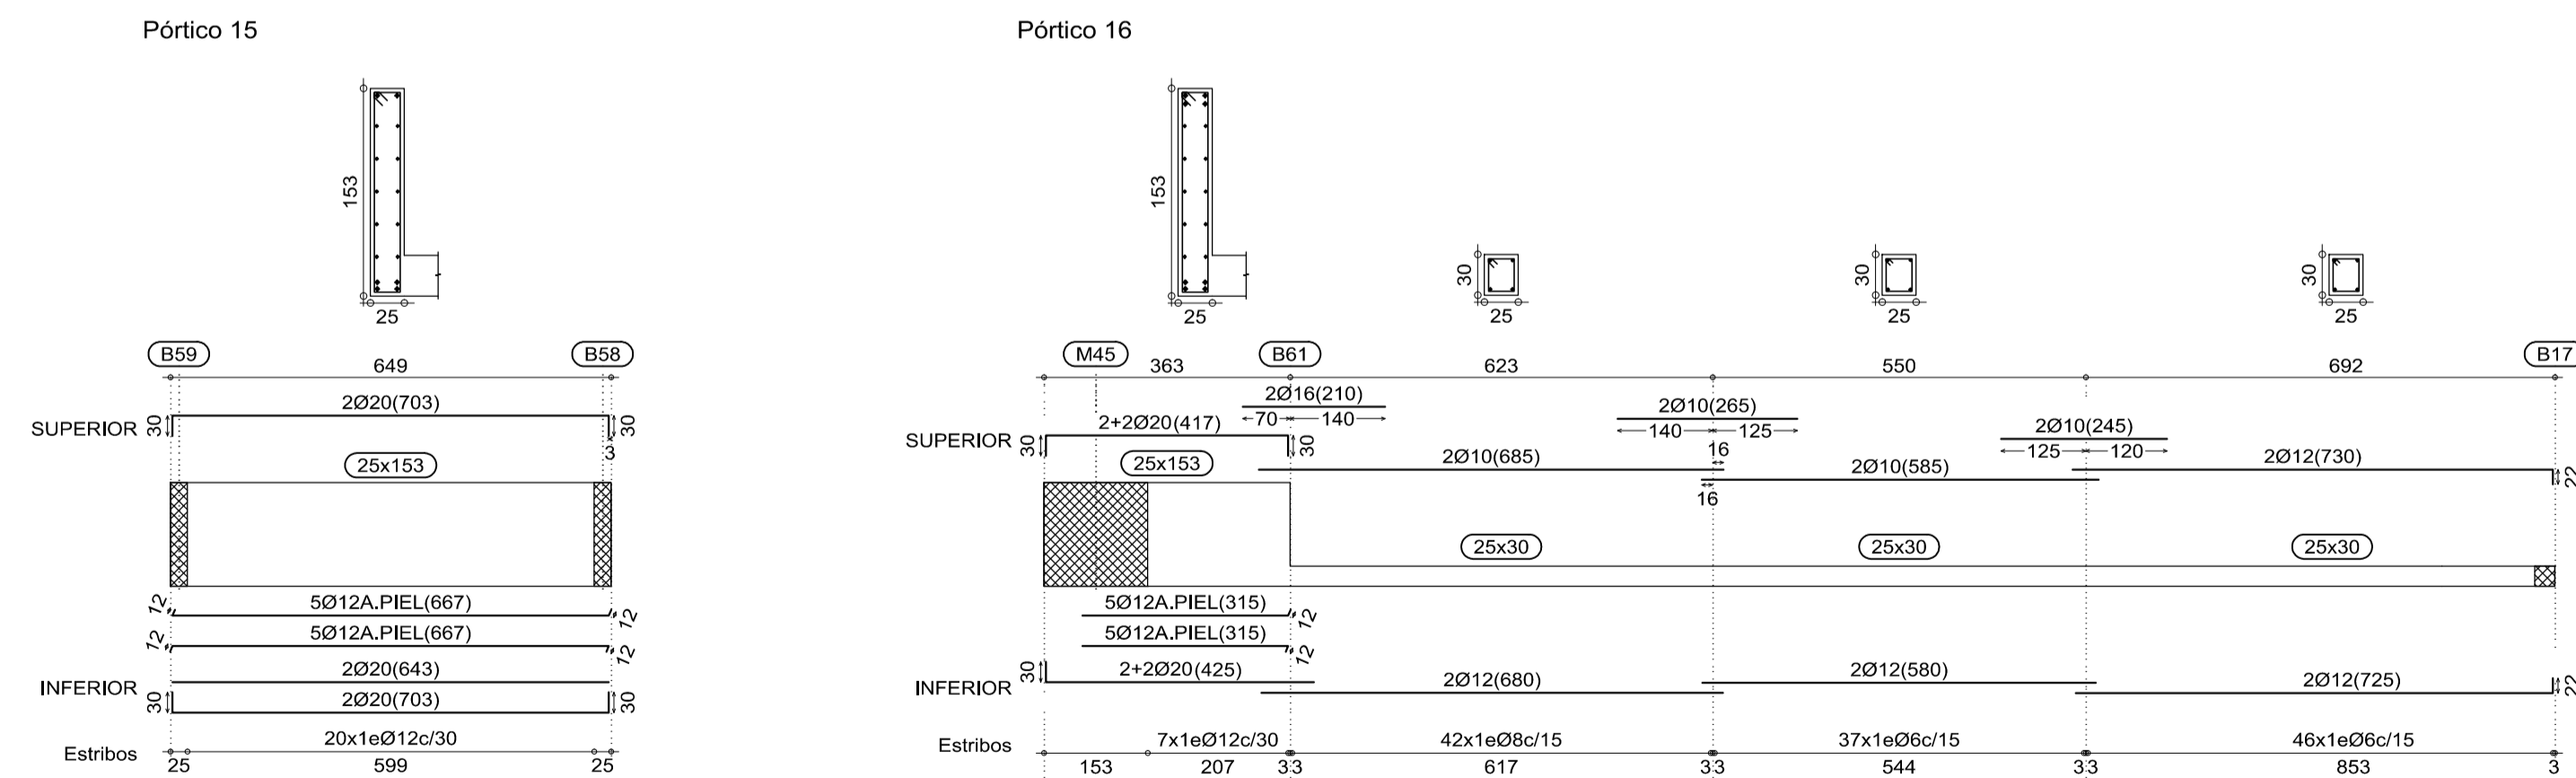 Pórtico 15
Pórtico 16
153
25
153
25
30
25
30
25
30
25
B59
649
B58
M45
363
B61
623
550
692
B17
SUPERIOR
30
2Ø20(703)
30
3
25x153
SUPERIOR
30
2+2Ø20(417)
30
2Ø16(210)
70
140
25x153
2Ø10(685)
2Ø10(265)
140
125
16
16
2Ø10(585)
2Ø10(245)
125
120
2Ø12(730)
22
25x30
25x30
25x30
12
5Ø12A.PIEL(667)
12
12
5Ø12A.PIEL(667)
12
2Ø20(643)
INFERIOR
30
2Ø20(703)
30
5Ø12A.PIEL(315)
12
5Ø12A.PIEL(315)
12
INFERIOR
30
2+2Ø20(425)
2Ø12(680)
2Ø12(580)
2Ø12(725)
22
Estribos
20x1eØ12c/30
25
599
25
Estribos
7x1eØ12c/30
42x1eØ8c/15
37x1eØ6c/15
46x1eØ6c/15
153
207
33
617
33
544
33
853
3